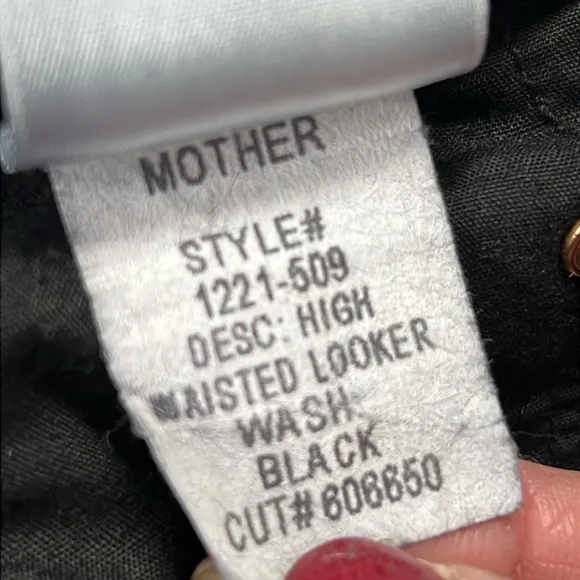 MOTHER
STYLE#
1221-509
DESC: HIGH
WAISTED LOOKER
WASH
BLACK
CUT#606650